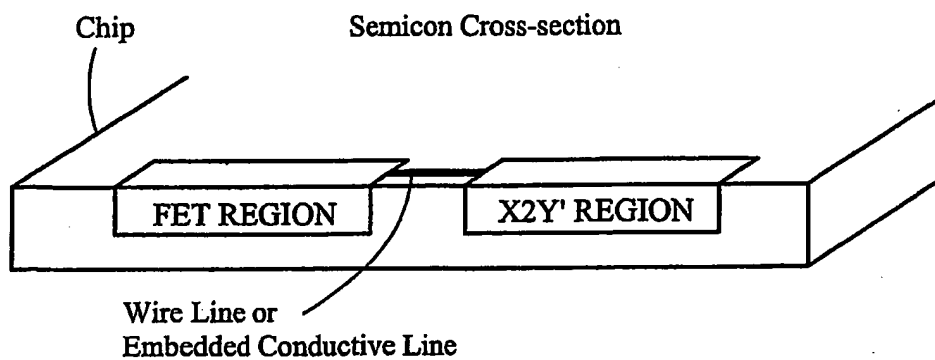 Chip
Semicon Cross-section
FET REGION
X2Y' REGION
Wire Line or
Embedded Conductive Line